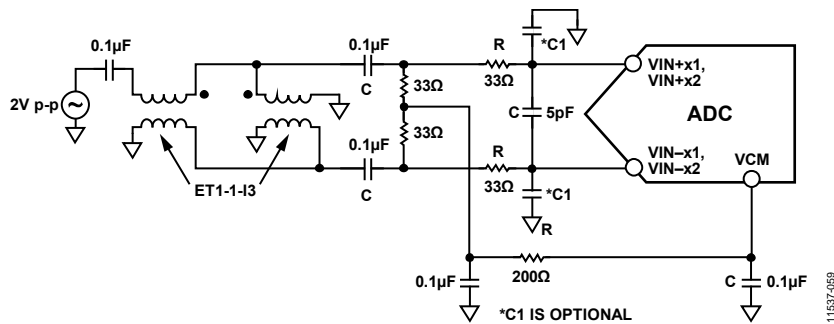 0.1µF
2V p-p
ET1-1-I3
0.1µF
C
33Ω
33Ω
0.1µF
C
R
33Ω
*C1
C
5pF
R
33Ω
*C1
R
VIN+x1,
VIN+x2
ADC
VIN–x1,
VIN–x2
VCM
0.1µF
200Ω
C
0.1µF
*C1 IS OPTIONAL
11537-059